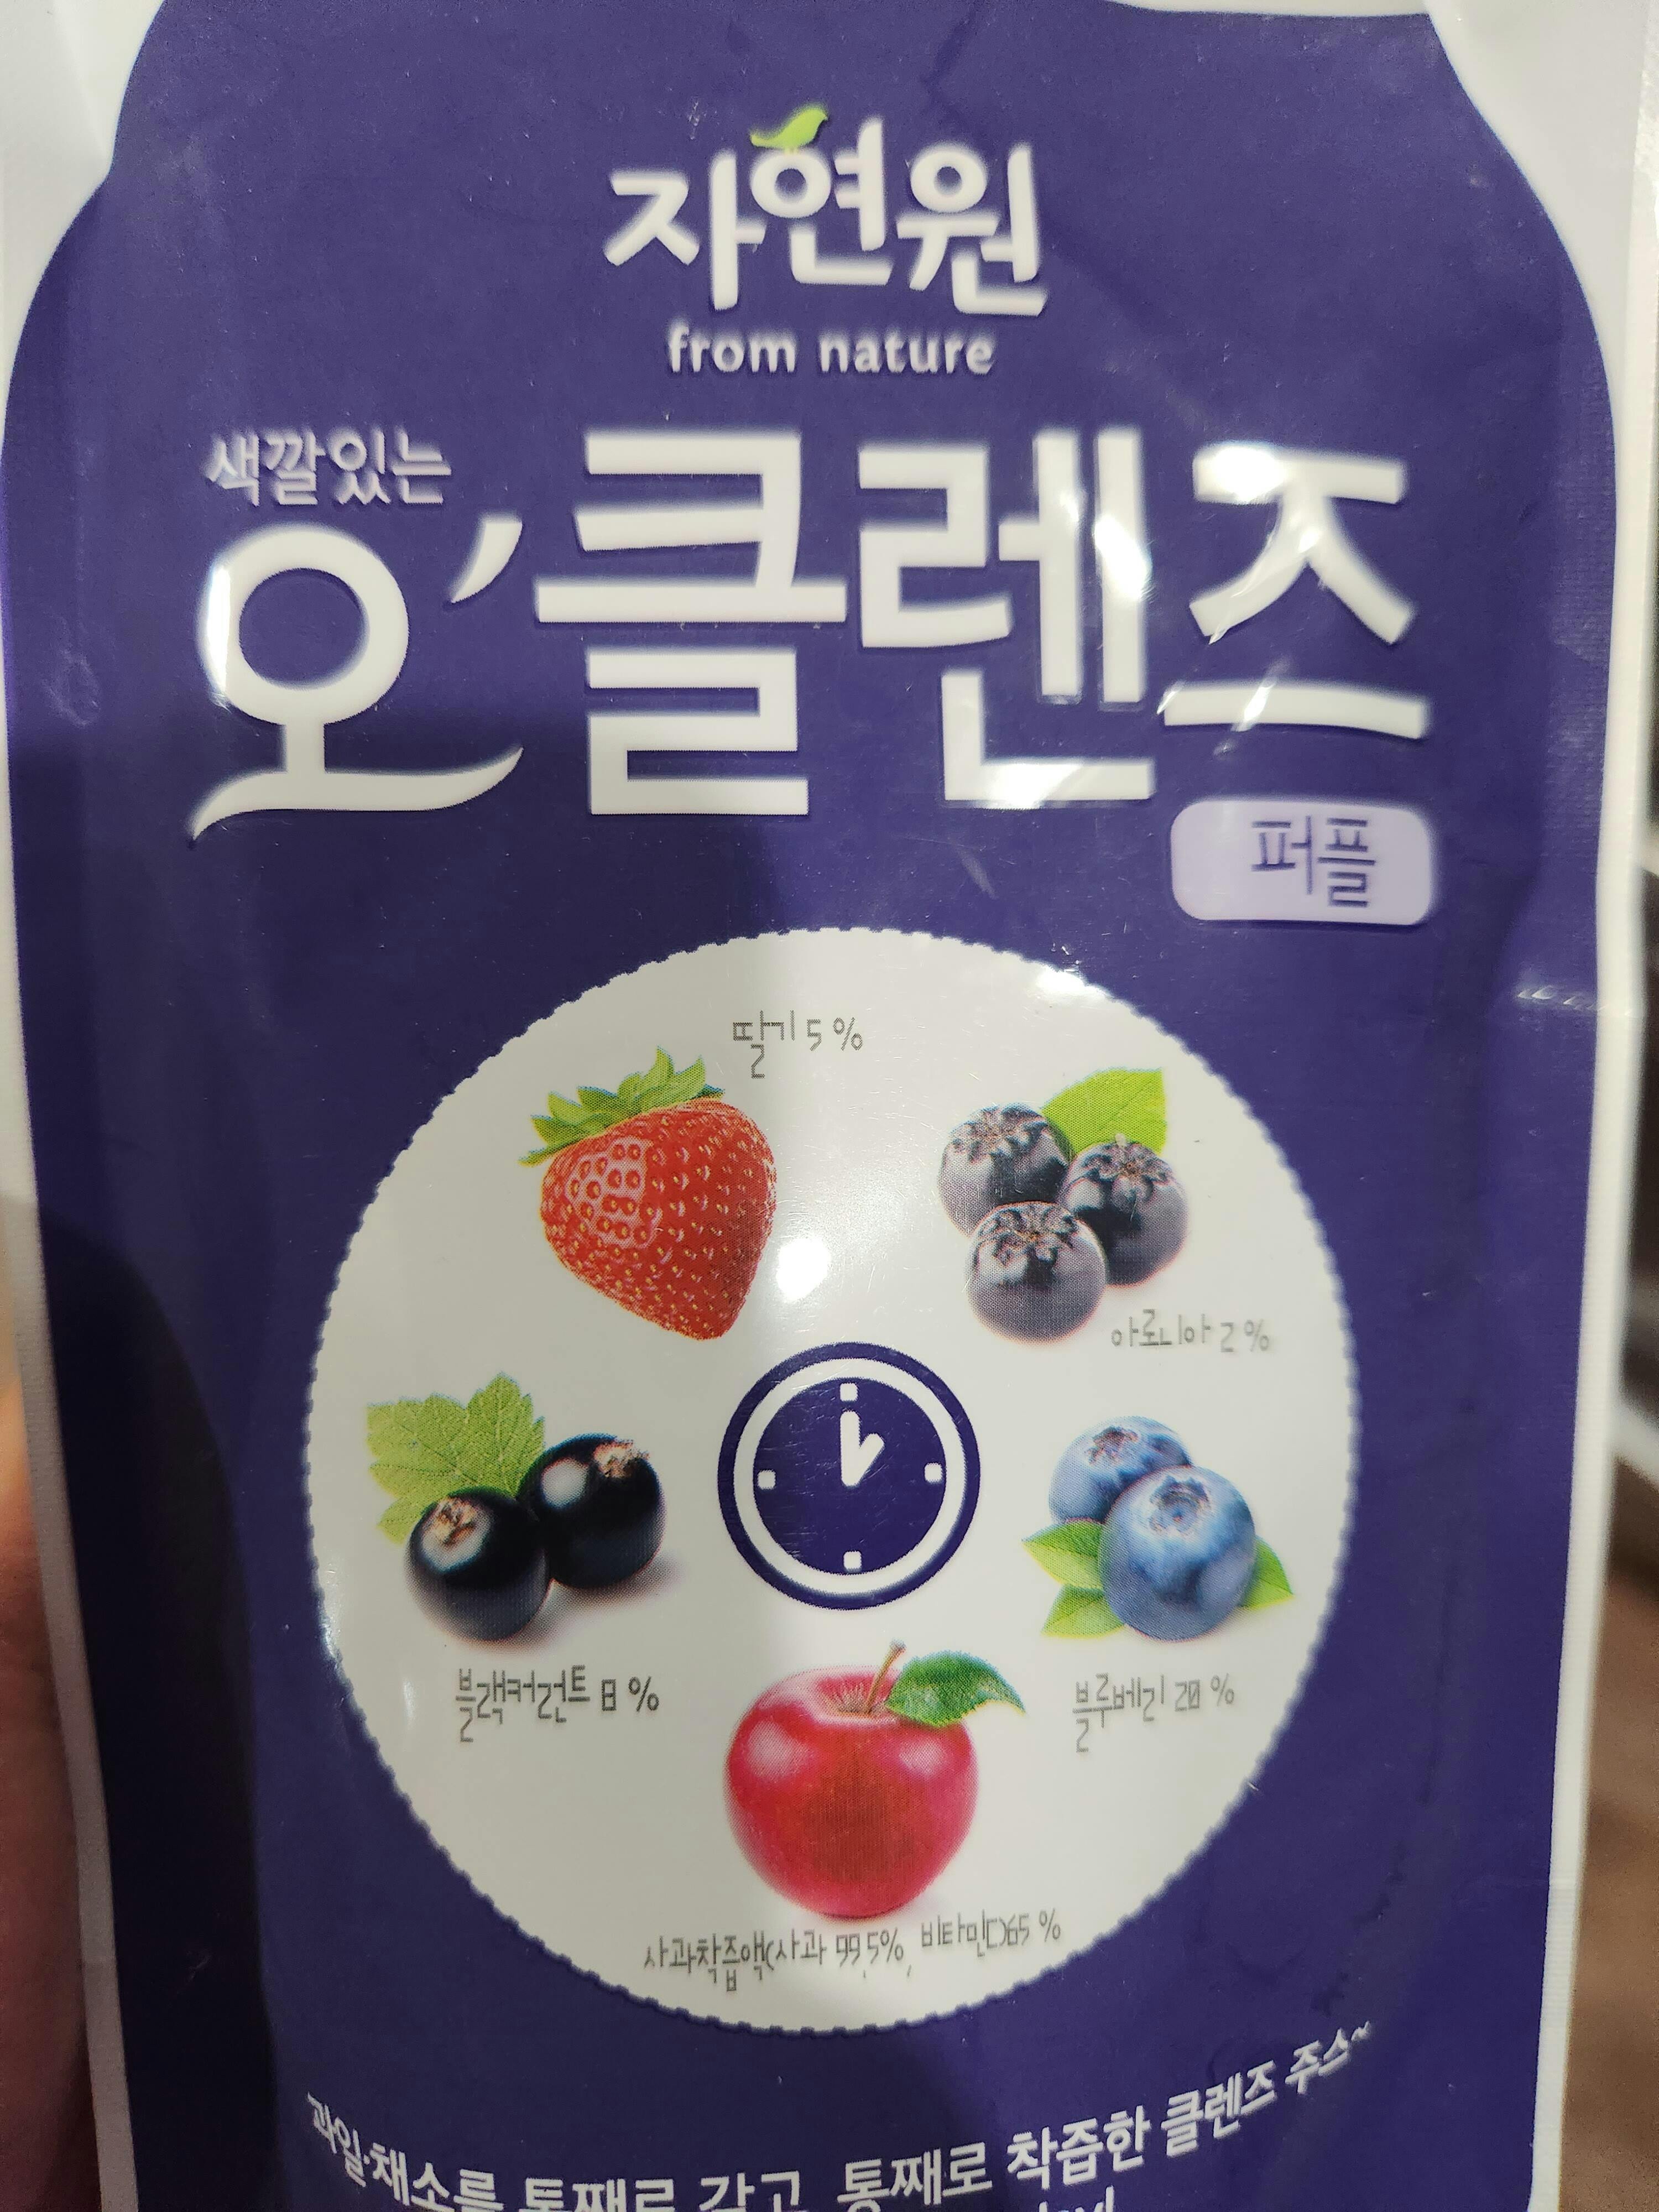 자연원
from nature
색깔있는
오'클렌즈
퍼플
딸기 5 %
아로니아 2 %
블랙커런트 8 %
블루베리 20 %
사과착즙액(사과 99.5%, 비타민C)65 %
과일·채소를 통째로 갈고, 통째로 착즙한 클렌즈 주스~